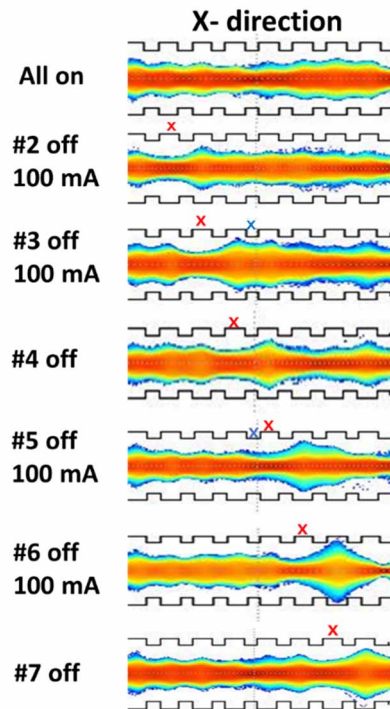 X- direction
All on
x
#2 off
100 mA
x x
#3 off
100 mA
x
#4 off
x x
#5 off
100 mA
x
#6 off
100 mA
x
#7 off